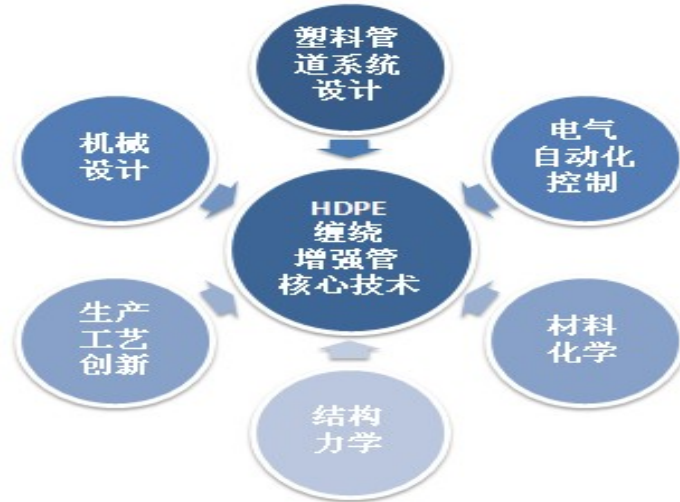 塑料管
道系统
设计
机械
设计
电气
自动化
控制
HDPE
缠绕
增强管
核心技术
生产
工艺
创新
材料
化学
结构
力学